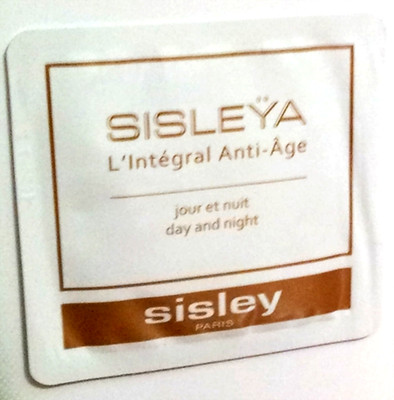 SISLEŸA
L'Intégral Anti-Âge
jour et nuit
day and night
sisley
PARIS